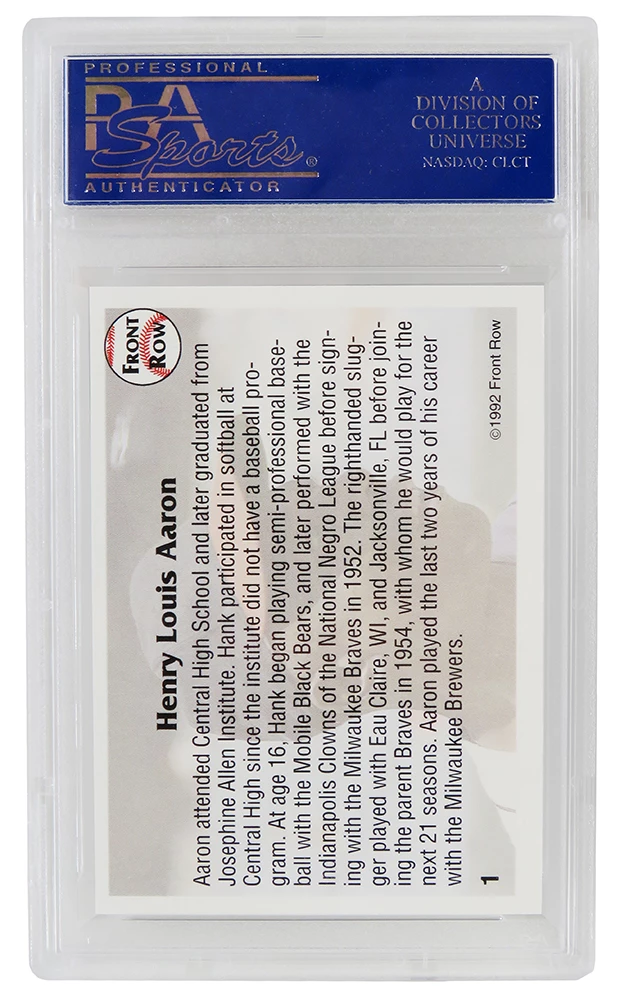 PROFESSIONAL
PSA
Sports®
AUTHENTICATOR
A
DIVISION OF
COLLECTORS
UNIVERSE
NASDAQ: CLCT
FRONT
ROW
Henry Louis Aaron
Aaron attended Central High School and later graduated from
Josephine Allen Institute. Hank participated in softball at
Central High since the institute did not have a baseball pro-
gram. At age 16, Hank began playing semi-professional base-
ball with the Mobile Black Bears, and later performed with the
Indianapolis Clowns of the National Negro League before sign-
ing with the Milwaukee Braves in 1952. The righthanded slug-
ger played with Eau Claire, WI, and Jacksonville, FL before join-
ing the parent Braves in 1954, with whom he would play for the
next 21 seasons. Aaron played the last two years of his career
with the Milwaukee Brewers.
1
©1992 Front Row